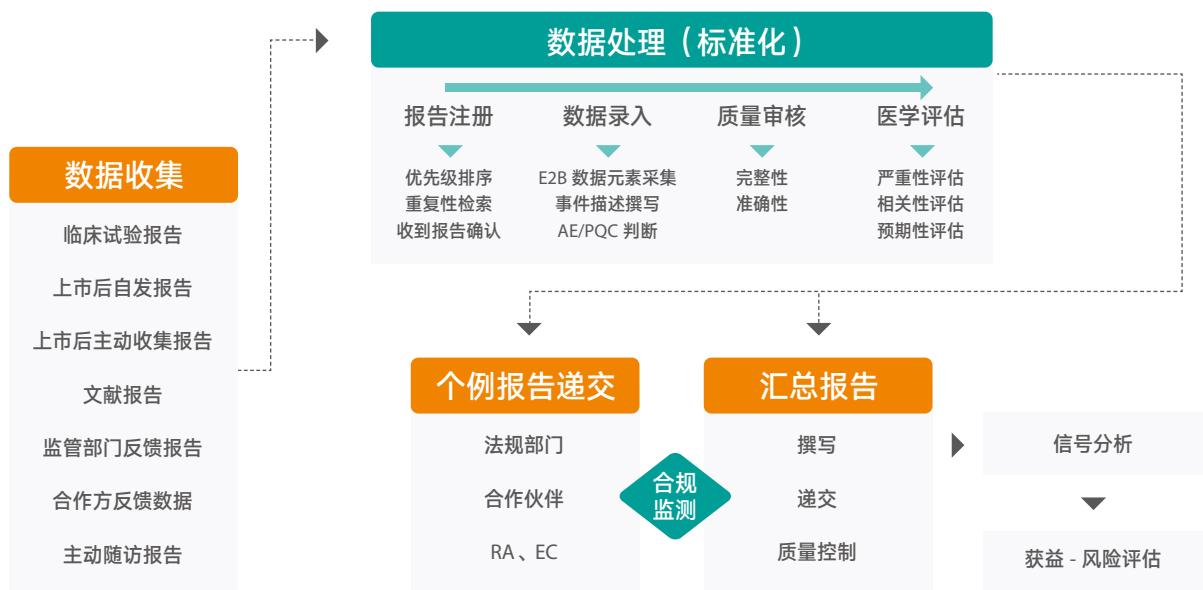 数据收集
临床试验报告
上市后自发报告
上市后主动收集报告
文献报告
监管部门反馈报告
合作方反馈数据
主动随访报告
数据处理（标准化）
报告注册
优先级排序
重复性检索
收到报告确认
数据录入
E2B 数据元素采集
事件描述撰写
AE/PQC 判断
质量审核
完整性
准确性
医学评估
严重性评估
相关性评估
预期性评估
个例报告递交
法规部门
合作伙伴
RA、EC
合规
监测
汇总报告
撰写
递交
质量控制
信号分析
获益 - 风险评估